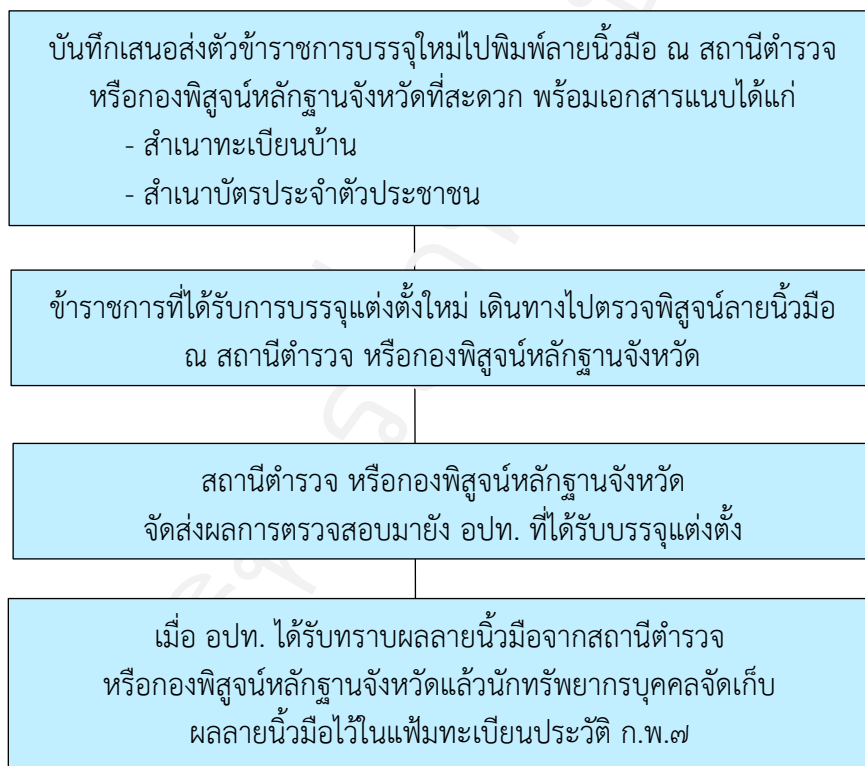 บันทึกเสนอส่งตัวข้าราชการบรรจุใหม่ไปพิมพ์ลายนิ้วมือ ณ สถานีตำรวจ
หรือกองพิสูจน์หลักฐานจังหวัดที่สะดวก พร้อมเอกสารแนบได้แก่
- สำเนาทะเบียนบ้าน
- สำเนาบัตรประจำตัวประชาชน
ข้าราชการที่ได้รับการบรรจุแต่งตั้งใหม่ เดินทางไปตรวจพิสูจน์ลายนิ้วมือ
ณ สถานีตำรวจ หรือกองพิสูจน์หลักฐานจังหวัด
สถานีตำรวจ หรือกองพิสูจน์หลักฐานจังหวัด
จัดส่งผลการตรวจสอบมายัง อปท. ที่ได้รับบรรจุแต่งตั้ง
เมื่อ อปท. ได้รับทราบผลลายนิ้วมือจากสถานีตำรวจ
หรือกองพิสูจน์หลักฐานจังหวัดแล้วนักทรัพยากรบุคคลจัดเก็บ
ผลลายนิ้วมือไว้ในแฟ้มทะเบียนประวัติ ก.พ.๗